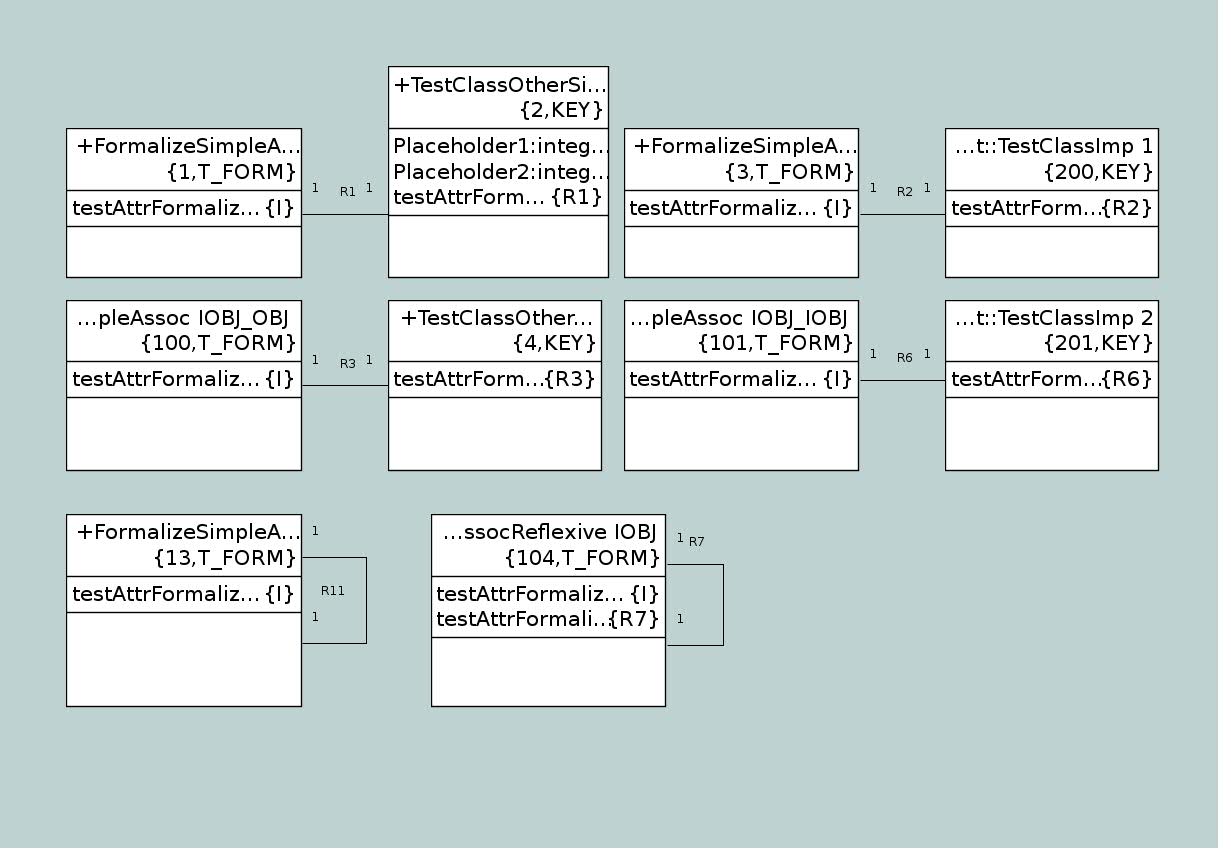 +TestClassOtherSi...
{2,KEY}
Placeholder1:integ...
Placeholder2:integ...
testAttrForm... {R1}
+FormalizeSimpleA...
{1,T_FORM}
testAttrFormaliz... {I}
1 R1 1
+FormalizeSimpleA...
{3,T_FORM}
testAttrFormaliz... {I}
1 R2 1
...t::TestClassImp 1
{200,KEY}
testAttrForm...{R2}
...pleAssoc IOBJ_OBJ
{100,T_FORM}
testAttrFormaliz... {I}
1 R3 1
+TestClassOther...
{4,KEY}
testAttrForm...{R3}
...pleAssoc IOBJ_IOBJ
{101,T_FORM}
testAttrFormaliz... {I}
1 R6 1
...t::TestClassImp 2
{201,KEY}
testAttrForm...{R6}
+FormalizeSimpleA...
{13,T_FORM}
testAttrFormaliz... {I}
1
R11
1
...ssocReflexive IOBJ
{104,T_FORM}
testAttrFormaliz... {I}
testAttrFormali...{R7}
1 R7
1